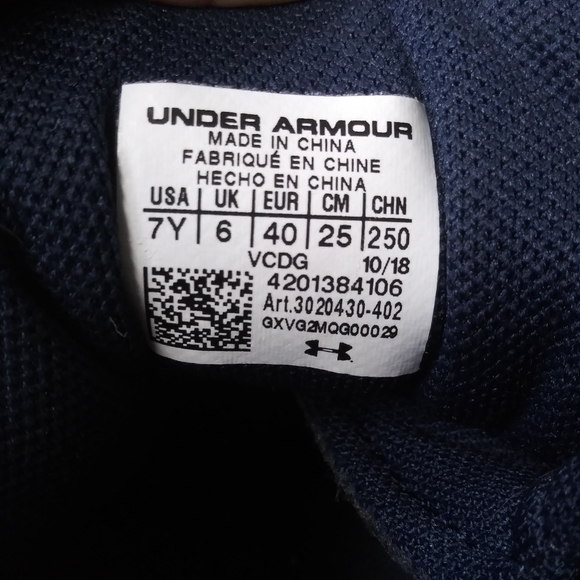 UNDER ARMOUR
MADE IN CHINA
FABRIQUÉ EN CHINE
HECHO EN CHINA
USA UK EUR CM CHN
7Y 6 40 25 250
VCDG 10/18
4201384106
Art.3020430-402
GXVG2MQG00029